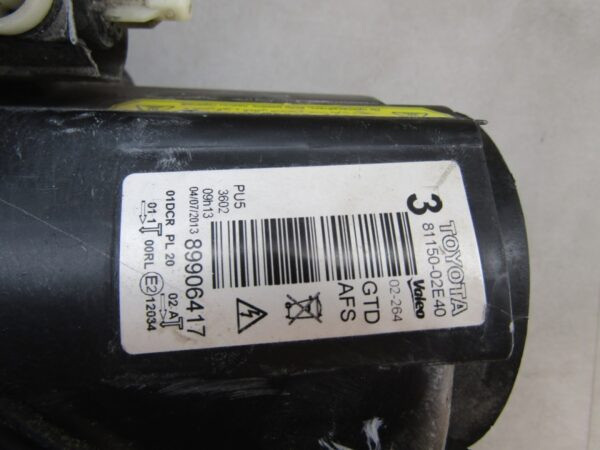 3 TOYOTA
81150-02E40
Valeo
02-264
GTD
AFS
PU5
3602
09h13
04/07/2013
89906417
01DCR PL 20
01.1 00RL E2 12034 02.A